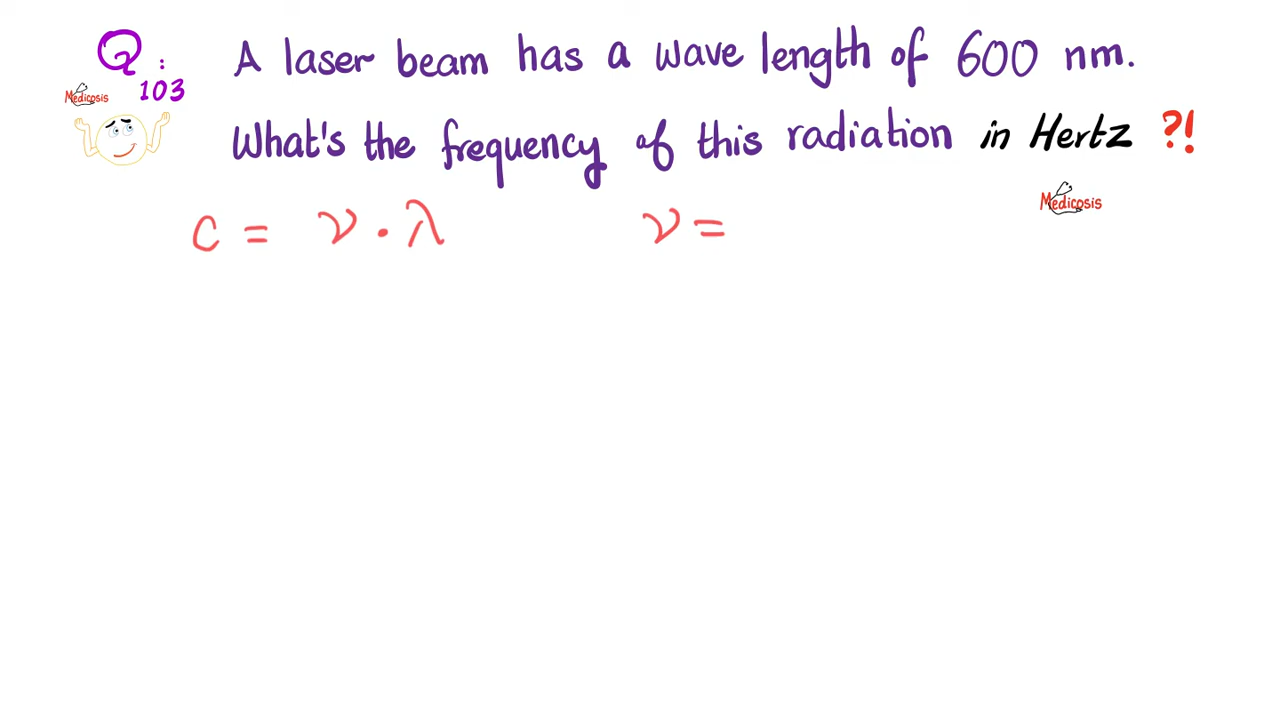 Q:
103
Medicosis
A laser beam has a wave length of 600 nm.
What's the frequency of this radiation in Hertz ?!
Medicosis
c = ν · λ
ν =